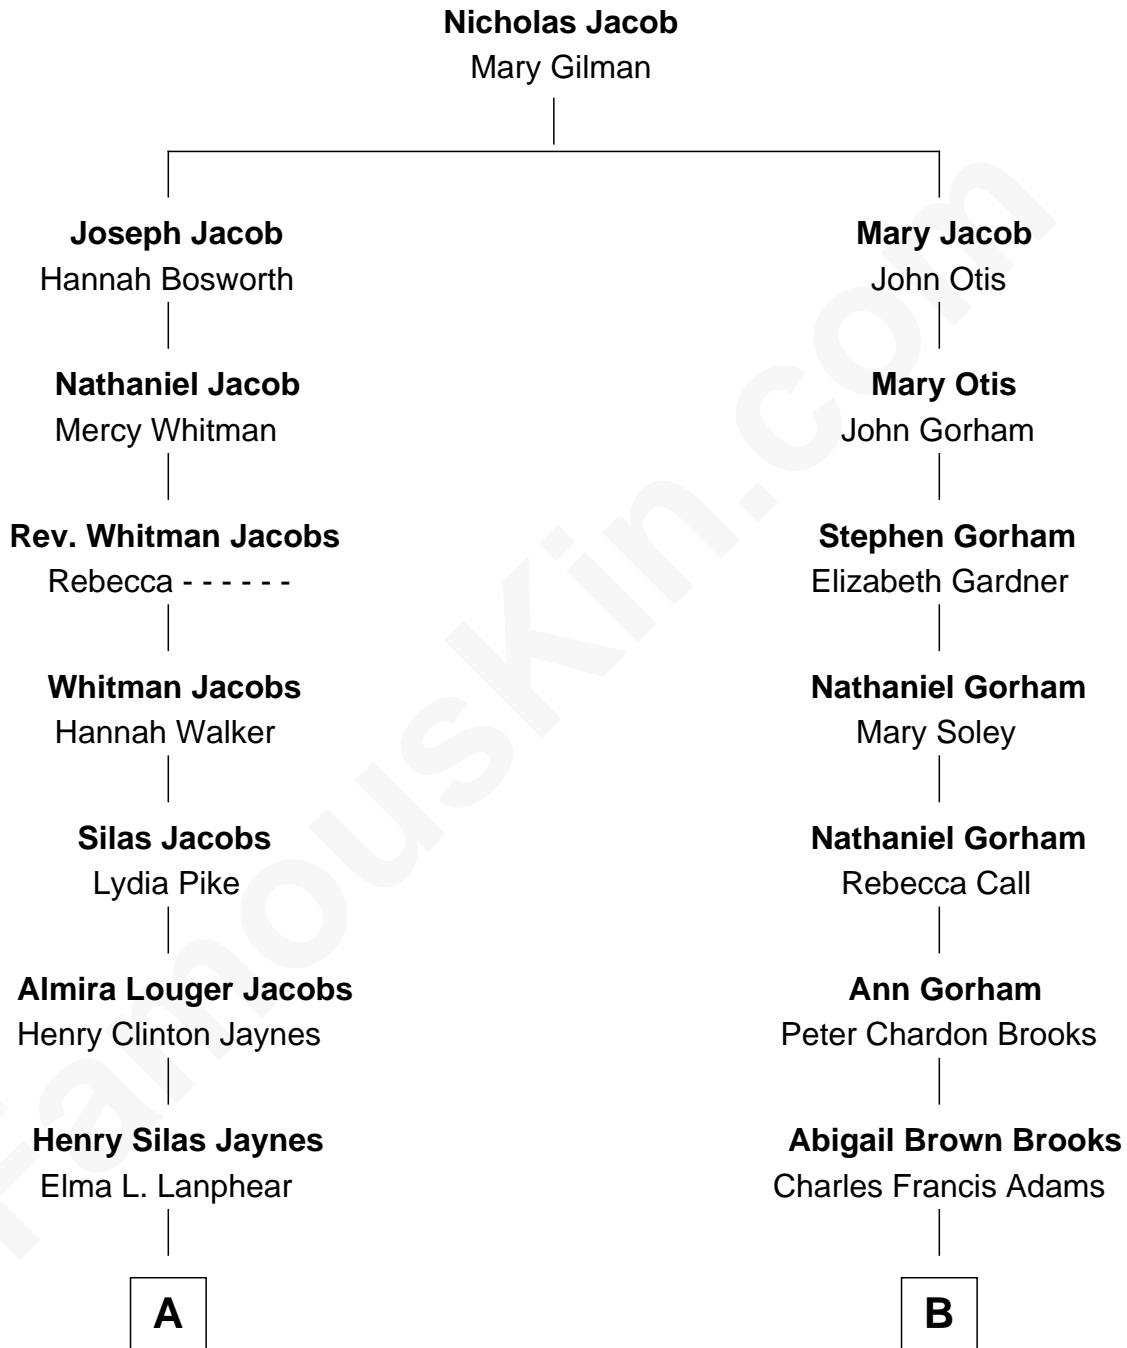 Nicholas Jacob
Mary Gilman
Joseph Jacob
Hannah Bosworth
Nathaniel Jacob
Mercy Whitman
Rev. Whitman Jacobs
Rebecca - - - - - -
Whitman Jacobs
Hannah Walker
Silas Jacobs
Lydia Pike
Almira Louger Jacobs
Henry Clinton Jaynes
Henry Silas Jaynes
Elma L. Lanphear
A
Mary Jacob
John Otis
Mary Otis
John Gorham
Stephen Gorham
Elizabeth Gardner
Nathaniel Gorham
Mary Soley
Nathaniel Gorham
Rebecca Call
Ann Gorham
Peter Chardon Brooks
Abigail Brown Brooks
Charles Francis Adams
B
FamousKin.com